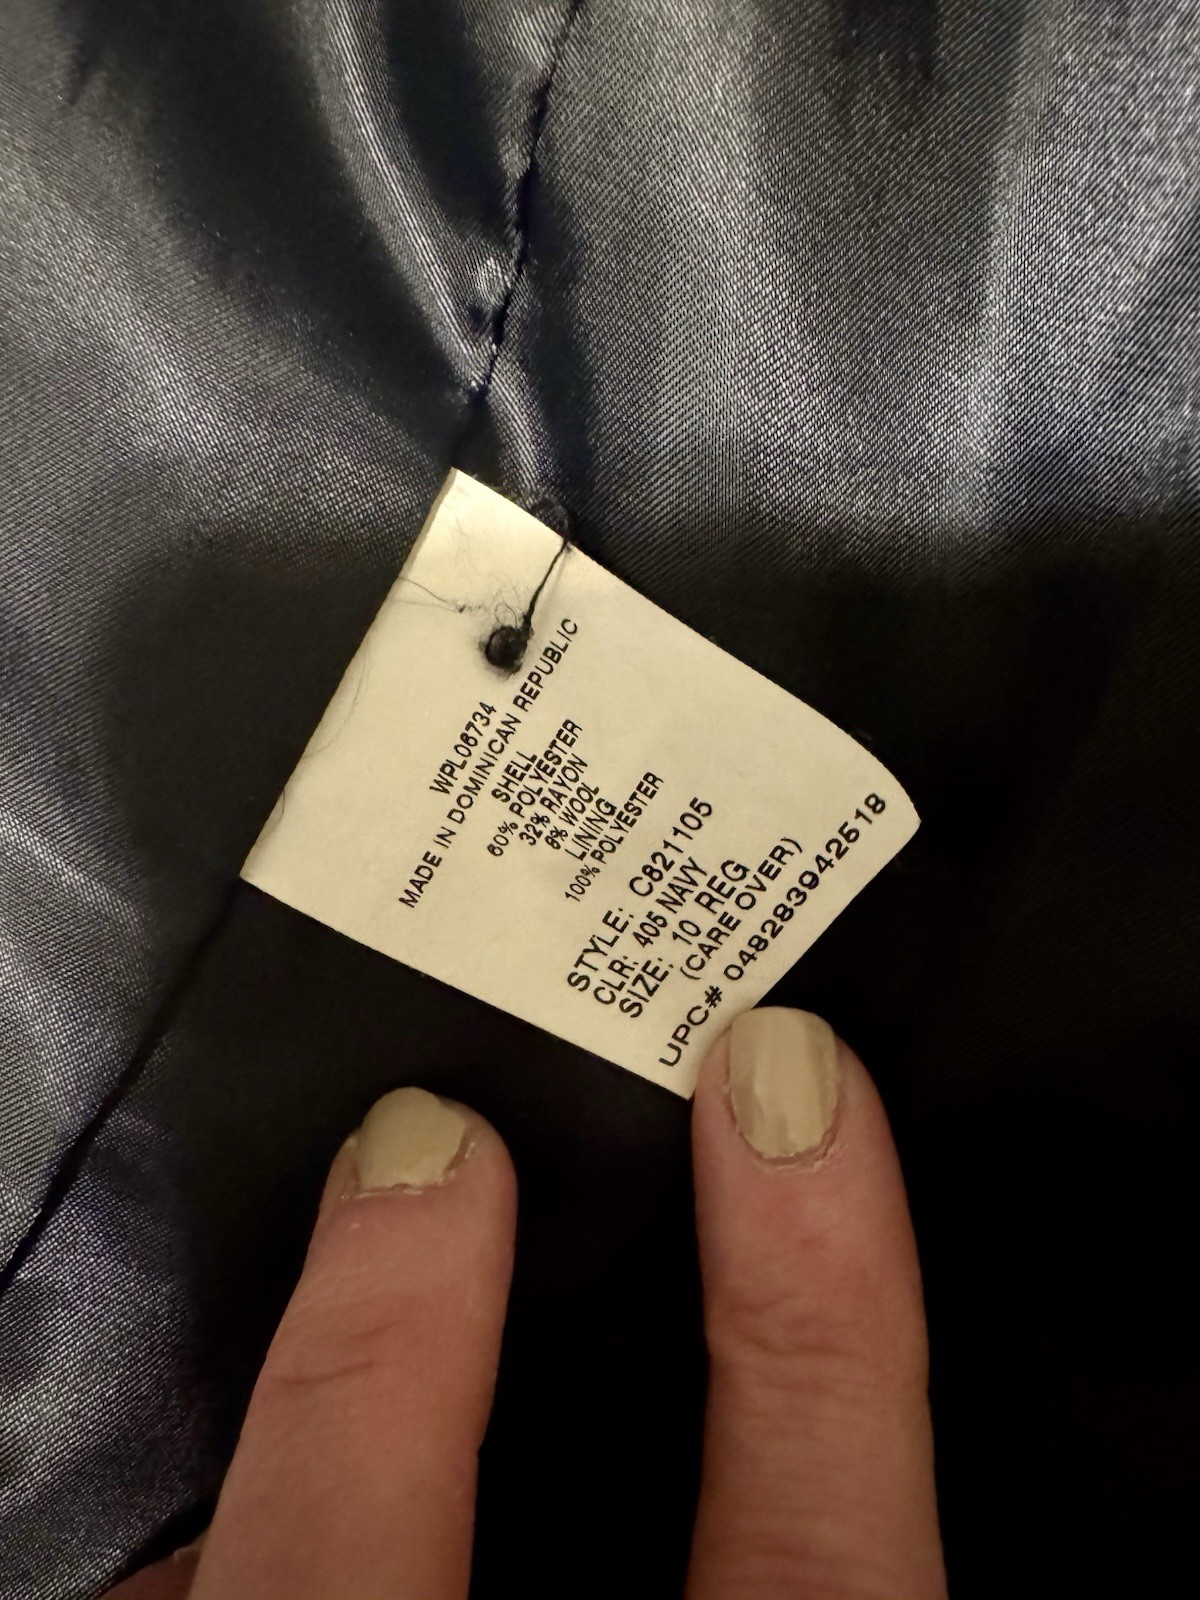 WPL06734
MADE IN DOMINICAN REPUBLIC
SHELL
60% POLYESTER
32% RAYON
8% WOOL
LINING
100% POLYESTER
STYLE: C821105
CLR: 405 NAVY
SIZE: 10 REG
(CARE OVER)
UPC# 048283942518